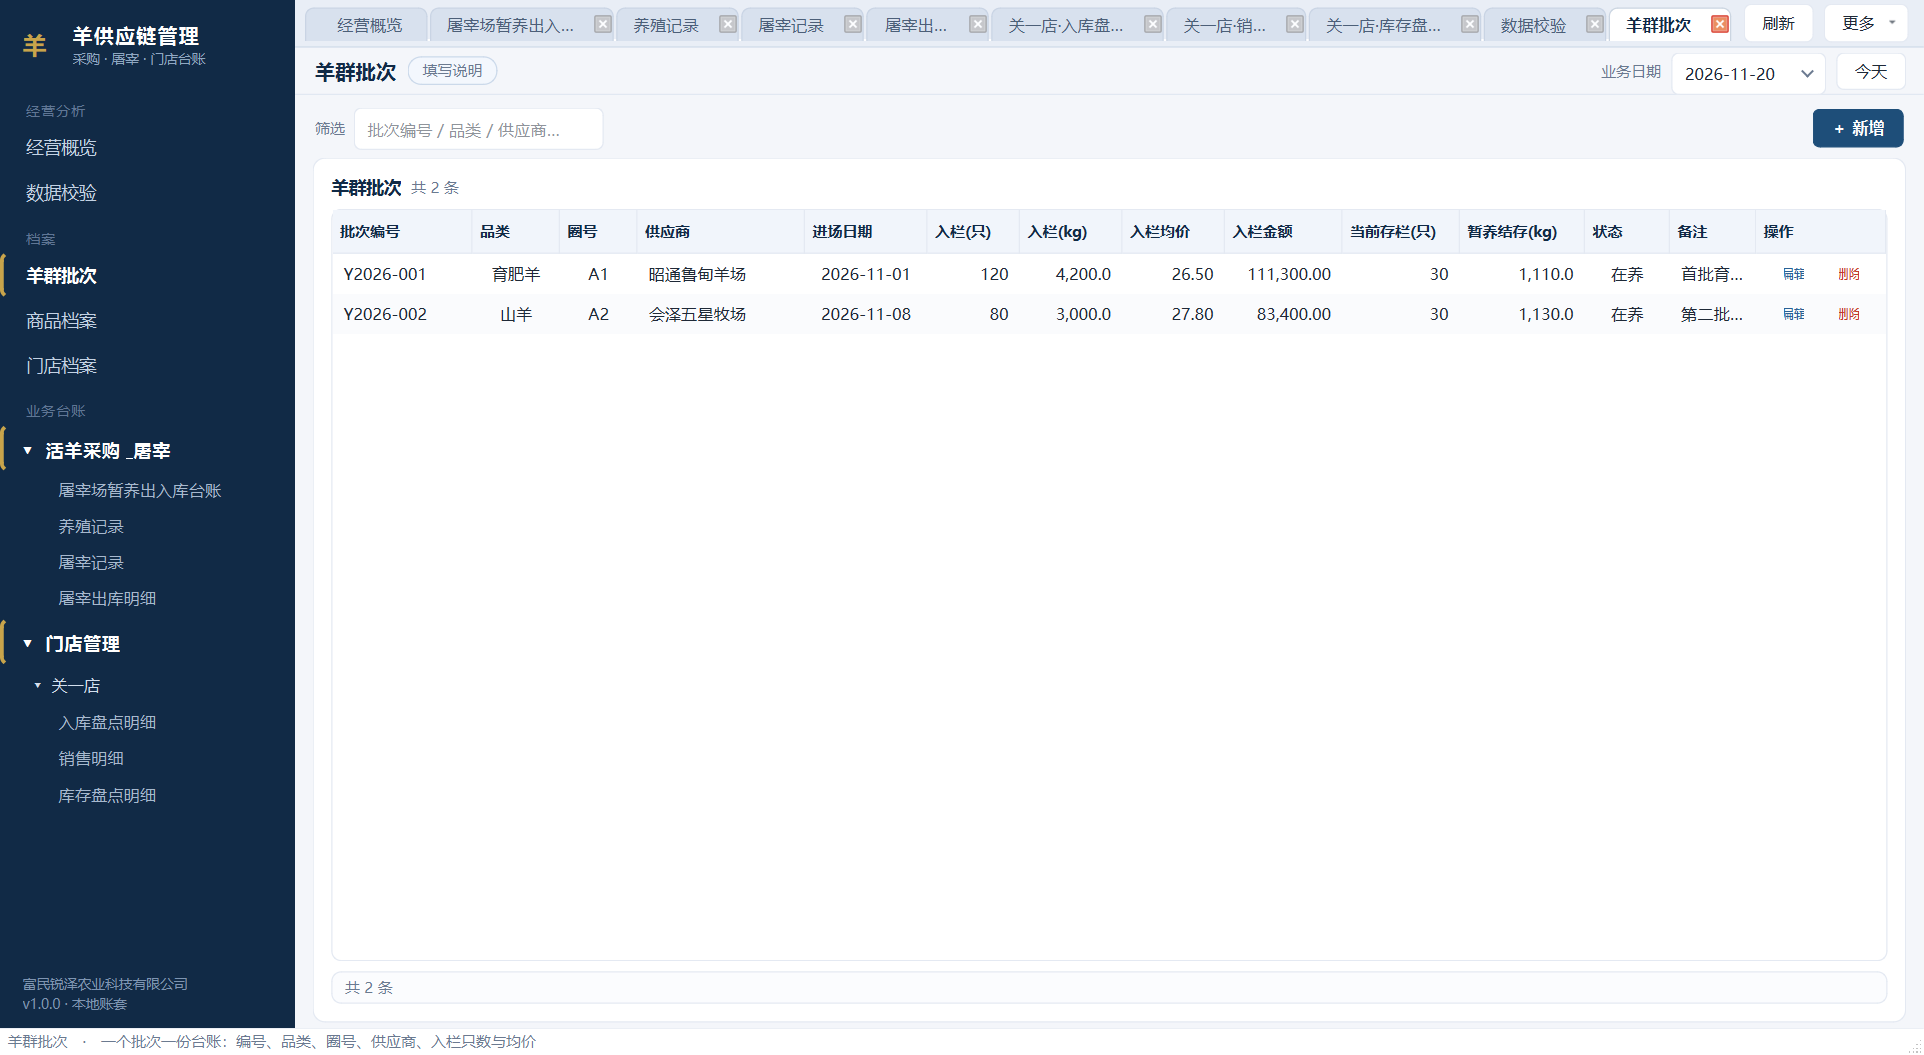 羊 羊供应链管理
采购 · 屠宰 · 门店台账
经营分析
经营概览
数据校验
档案
羊群批次
商品档案
门店档案
业务台账
▼ 活羊采购 _屠宰
屠宰场暂养出入库台账
养殖记录
屠宰记录
屠宰出库明细
▼ 门店管理
▼ 关一店
入库盘点明细
销售明细
库存盘点明细
富民锐泽农业科技有限公司
v1.0.0 · 本地账套
经营概览 屠宰场暂养出入... 养殖记录 屠宰记录 屠宰出... 关一店·入库盘... 关一店·销... 关一店·库存盘... 数据校验 羊群批次 刷新 更多
羊群批次 填写说明 业务日期 2026-11-20 今天
筛选 批次编号 / 品类 / 供应商... + 新增
羊群批次 共 2 条
批次编号 品类 圈号 供应商 进场日期 入栏(只) 入栏(kg) 入栏均价 入栏金额 当前存栏(只) 暂养结存(kg) 状态 备注 操作
Y2026-001 育肥羊 A1 昭通鲁甸羊场 2026-11-01 120 4,200.0 26.50 111,300.00 30 1,110.0 在养 首批育... 编辑 删除
Y2026-002 山羊 A2 会泽五星牧场 2026-11-08 80 3,000.0 27.80 83,400.00 30 1,130.0 在养 第二批... 编辑 删除
共 2 条
羊群批次 · 一个批次一份台账：编号、品类、圈号、供应商、入栏只数与均价